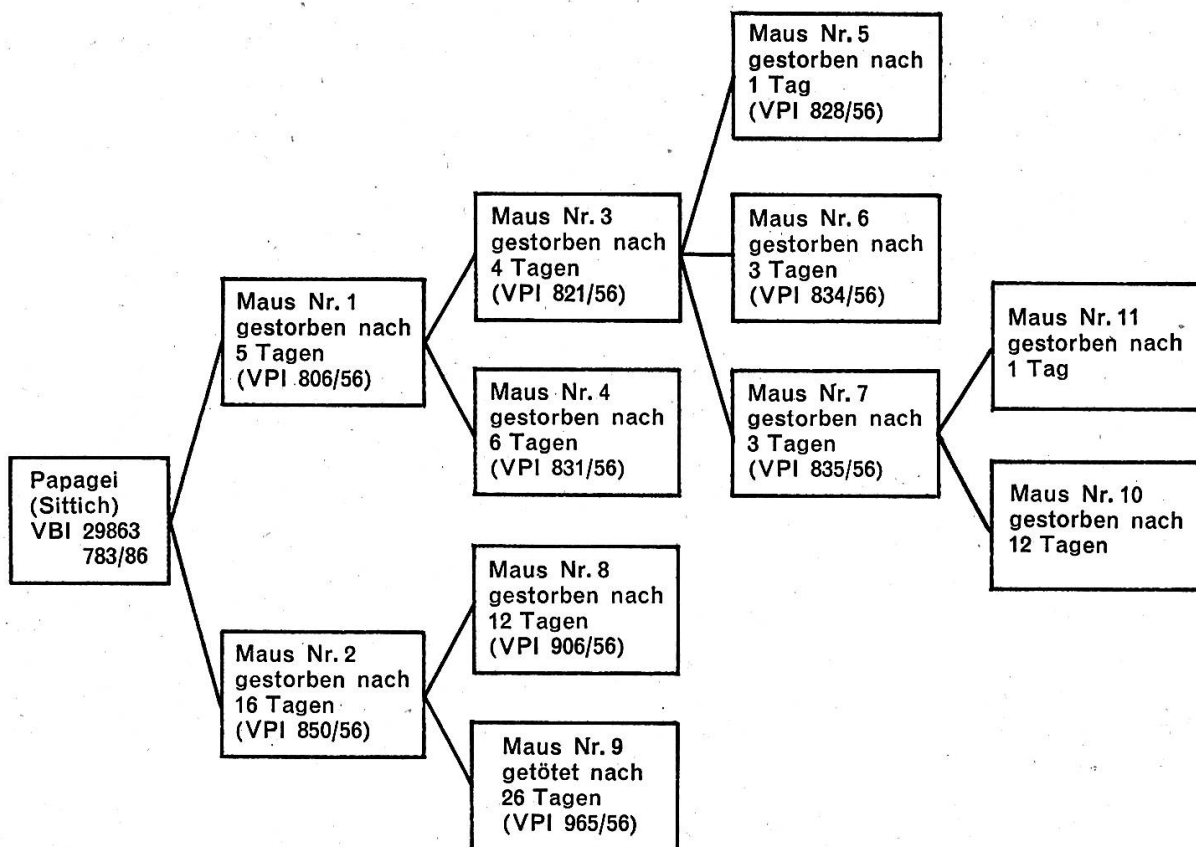 Papagei
(Sittich)
VBI 29863
783/86
Maus Nr. 1
gestorben nach
5 Tagen
(VPI 806/56)
Maus Nr. 2
gestorben nach
16 Tagen
(VPI 850/56)
Maus Nr. 3
gestorben nach
4 Tagen
(VPI 821/56)
Maus Nr. 4
gestorben nach
6 Tagen
(VPI 831/56)
Maus Nr. 8
gestorben nach
12 Tagen
(VPI 906/56)
Maus Nr. 9
getötet nach
26 Tagen
(VPI 965/56)
Maus Nr. 5
gestorben nach
1 Tag
(VPI 828/56)
Maus Nr. 6
gestorben nach
3 Tagen
(VPI 834/56)
Maus Nr. 7
gestorben nach
3 Tagen
(VPI 835/56)
Maus Nr. 11
gestorben nach
1 Tag
Maus Nr. 10
gestorben nach
12 Tagen